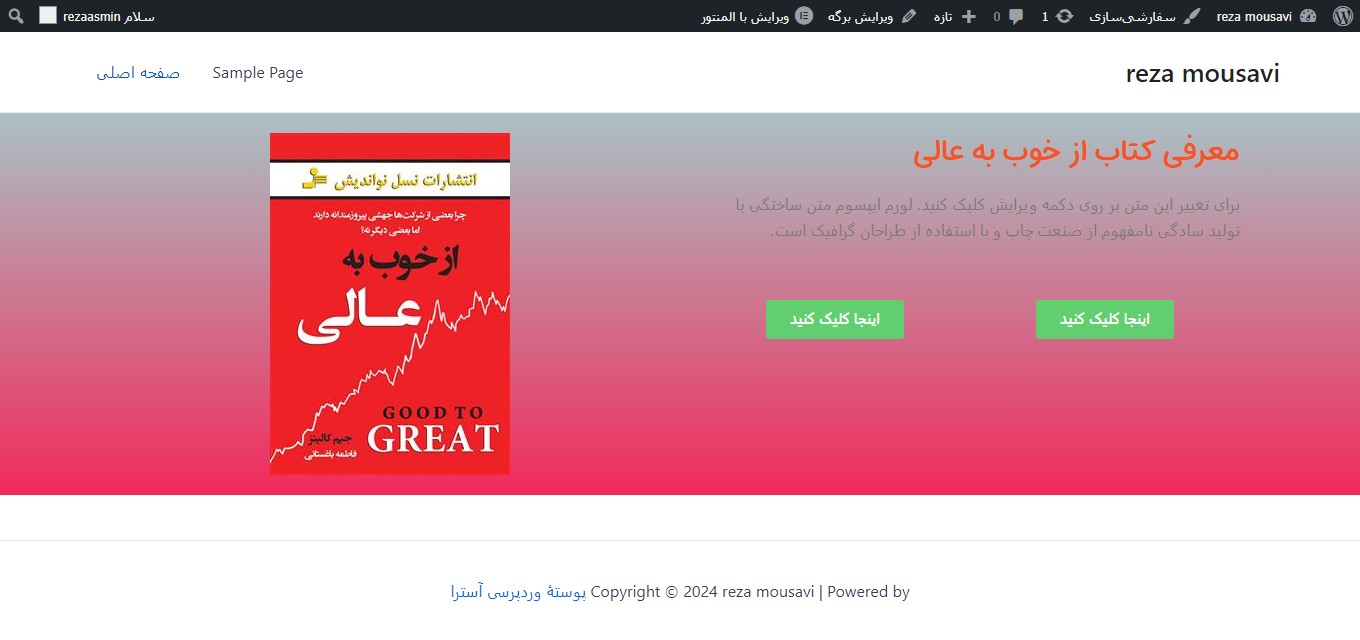 reza mousavi
سفارشی‌سازی
1
0
تازه
ویرایش برگه
ویرایش با المنتور
سلام rezaasmin
reza mousavi
Sample Page
صفحه اصلی
معرفی کتاب از خوب به عالی
برای تغییر این متن بر روی دکمه ویرایش کلیک کنید. لورم ایپسوم متن ساختگی با
تولید سادگی نامفهوم از صنعت چاپ و با استفاده از طراحان گرافیک است.
اینجا کلیک کنید
اینجا کلیک کنید
انتشارات نسل نواندیش
چرا بعضی از شرکت‌ها جهشی پیروزمندانه دارند
اما بعضی دیگر نه؟
از خوب به
عالی
GOOD TO
GREAT
جیم کالینز
فاطمه باغستانی
Copyright © 2024 reza mousavi | Powered by پوستهٔ وردپرسی آسترا